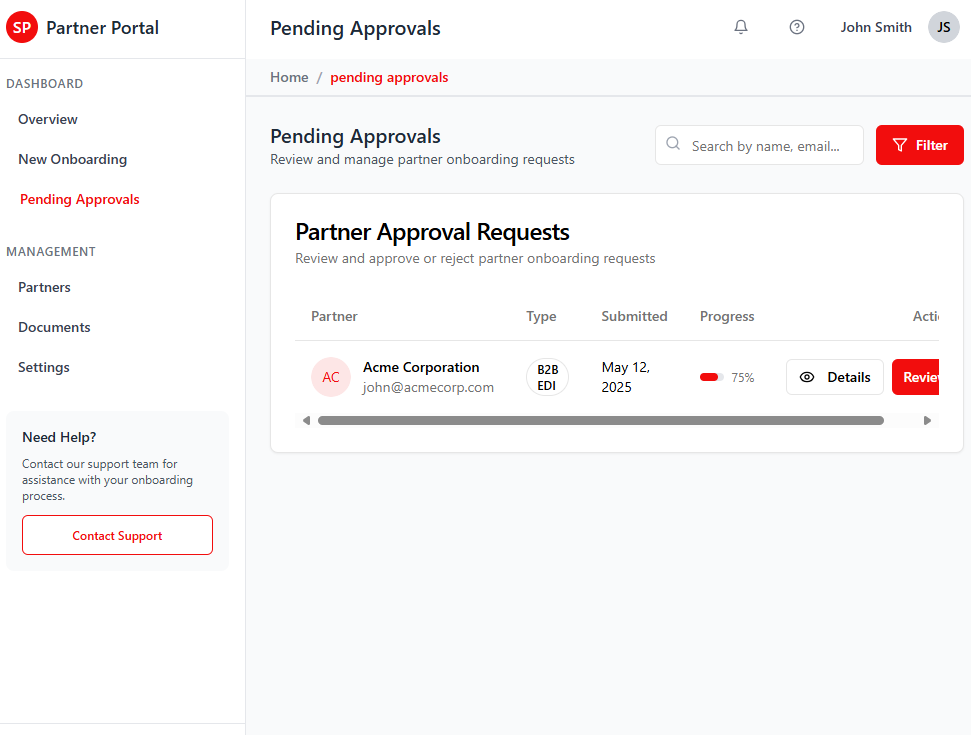 SP Partner Portal
DASHBOARD
Overview
New Onboarding
Pending Approvals
MANAGEMENT
Partners
Documents
Settings
Need Help?
Contact our support team for
assistance with your onboarding
process.
Contact Support
Pending Approvals
John Smith JS
Home / pending approvals
Pending Approvals
Review and manage partner onboarding requests
Search by name, email...
Filter
Partner Approval Requests
Review and approve or reject partner onboarding requests
Partner Type Submitted Progress Acti
AC
Acme Corporation
john@acmecorp.com
B2B
EDI
May 12,
2025
75%
Details
Revie